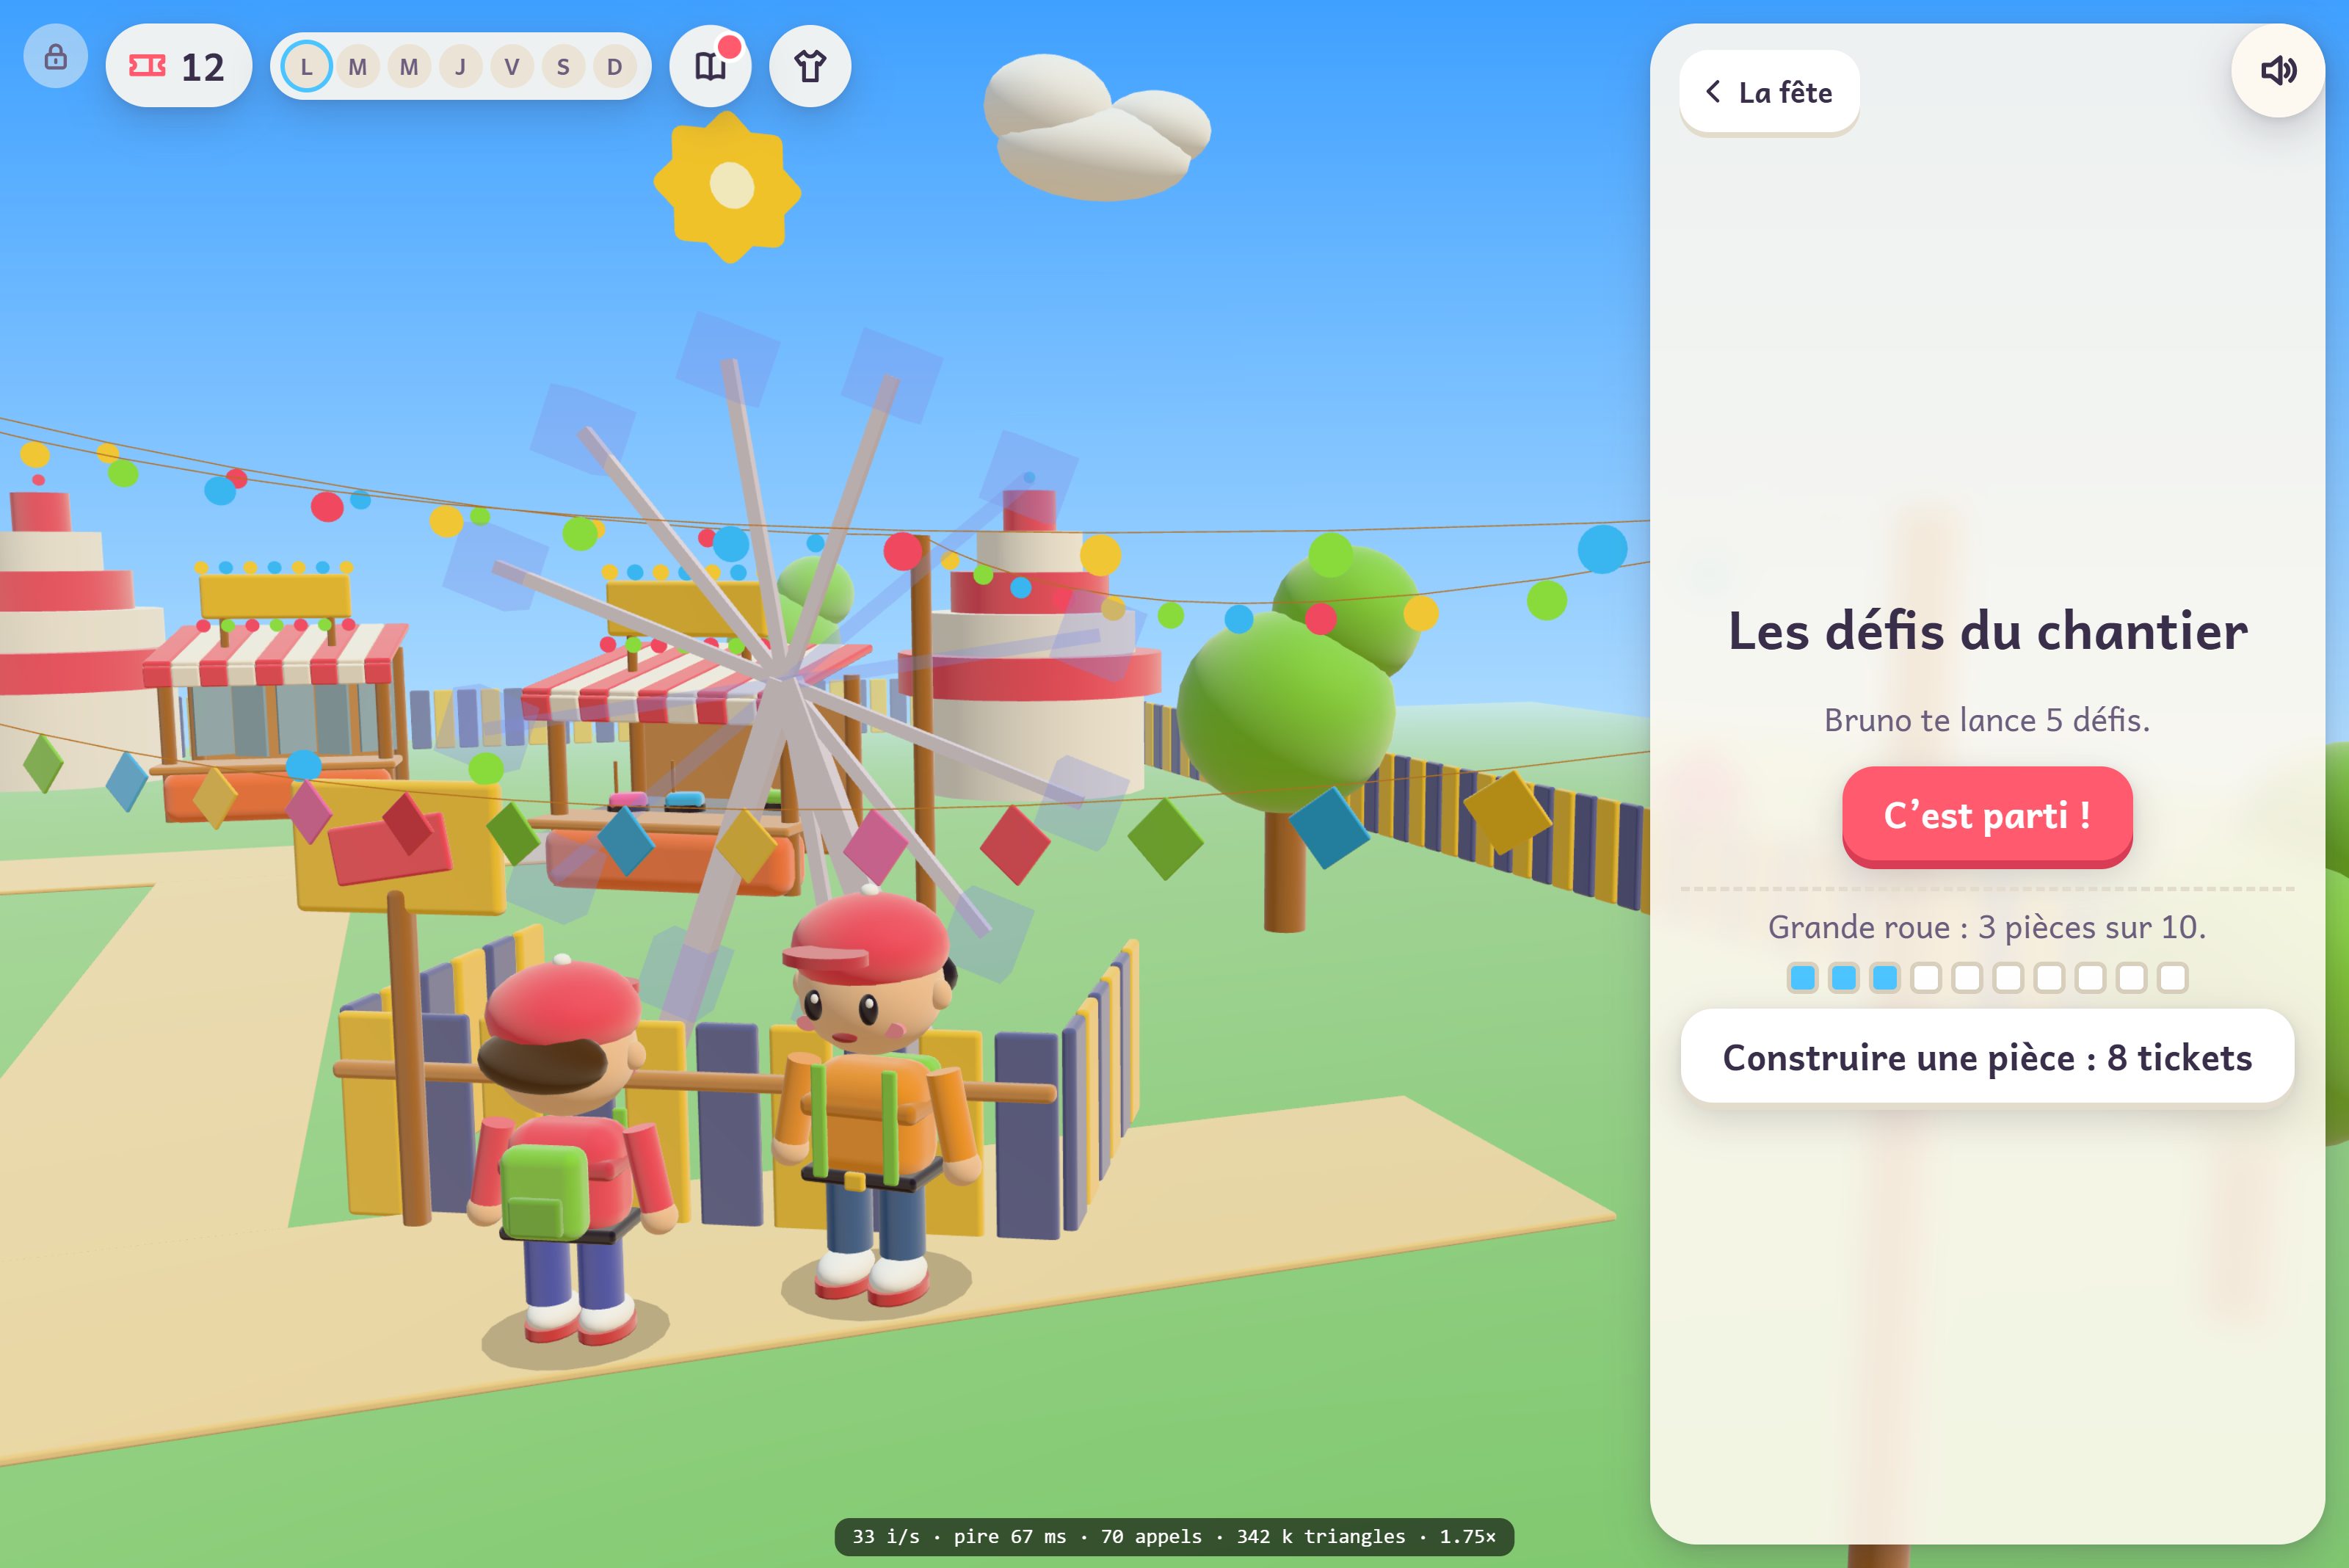 12
L M M J V S D
La fête
Les défis du chantier
Bruno te lance 5 défis.
C’est parti !
Grande roue : 3 pièces sur 10.
Construire une pièce : 8 tickets
33 i/s · pire 67 ms · 70 appels · 342 k triangles · 1.75×